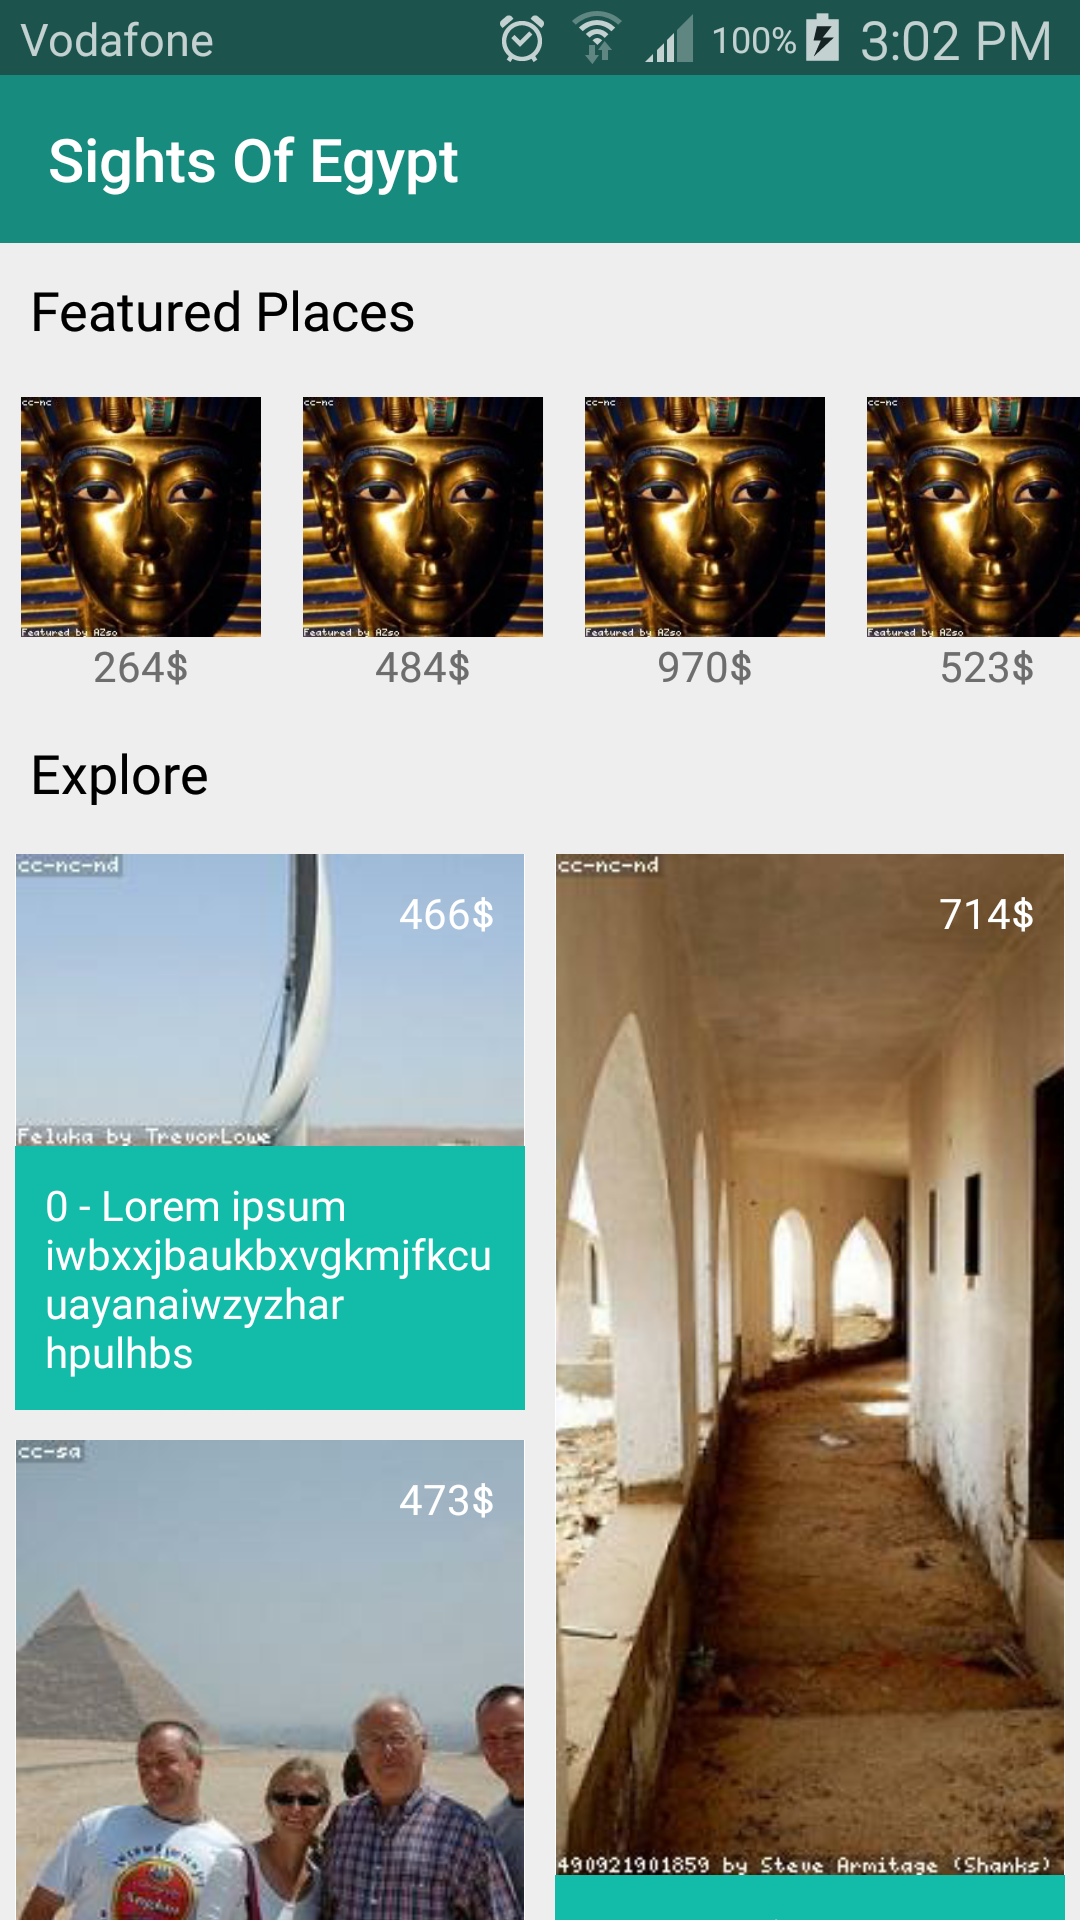 Vodafone 100% 3:02 PM
Sights Of Egypt
Featured Places
cc-nc cc-nc cc-nc cc-nc
Featured by AZso Featured by AZso Featured by AZso Featured by AZso
264$ 484$ 970$ 523$
Explore
cc-nc-nd
466$
Feluka by TrevorLowe
0 - Lorem ipsum
iwbxxjbaukbxvgkmjfkcu
uayanaiwzyzhar
hpulhbs
cc-sa
473$
cc-nc-nd
714$
490921901859 by Steve Armitage (Shanks)